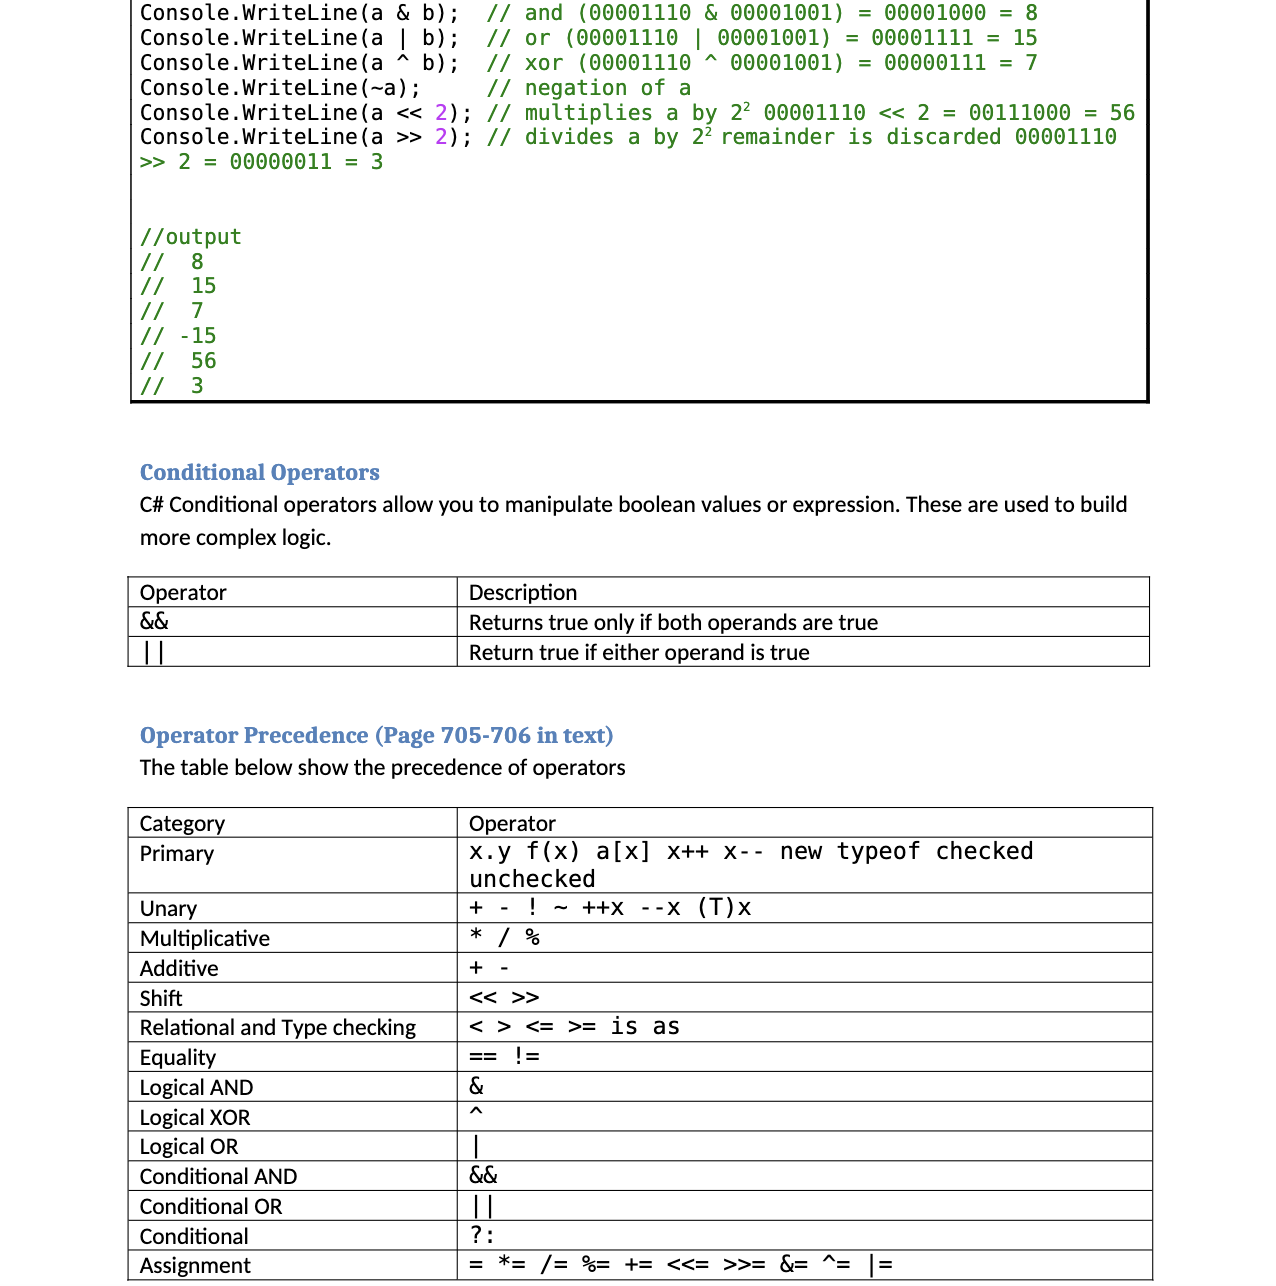 Console.WriteLine(a & b);  // and (00001110 & 00001001) = 00001000 = 8
Console.WriteLine(a | b);  // or (00001110 | 00001001) = 00001111 = 15
Console.WriteLine(a ^ b);  // xor (00001110 ^ 00001001) = 00000111 = 7
Console.WriteLine(~a);     // negation of a
Console.WriteLine(a << 2); // multiplies a by 2² 00001110 << 2 = 00111000 = 56
Console.WriteLine(a >> 2); // divides a by 2² remainder is discarded 00001110
>> 2 = 00000011 = 3
//output
//  8
//  15
//  7
// -15
//  56
//  3
Conditional Operators
C# Conditional operators allow you to manipulate boolean values or expression. These are used to build
more complex logic.
Operator Description
&& Returns true only if both operands are true
|| Return true if either operand is true
Operator Precedence (Page 705-706 in text)
The table below show the precedence of operators
Category Operator
Primary x.y f(x) a[x] x++ x-- new typeof checked
unchecked
Unary + - ! ~ ++x --x (T)x
Multiplicative * / %
Additive + -
Shift << >>
Relational and Type checking < > <= >= is as
Equality == !=
Logical AND &
Logical XOR ^
Logical OR |
Conditional AND &&
Conditional OR ||
Conditional ?:
Assignment = *= /= %= += <<= >>= &= ^= |=